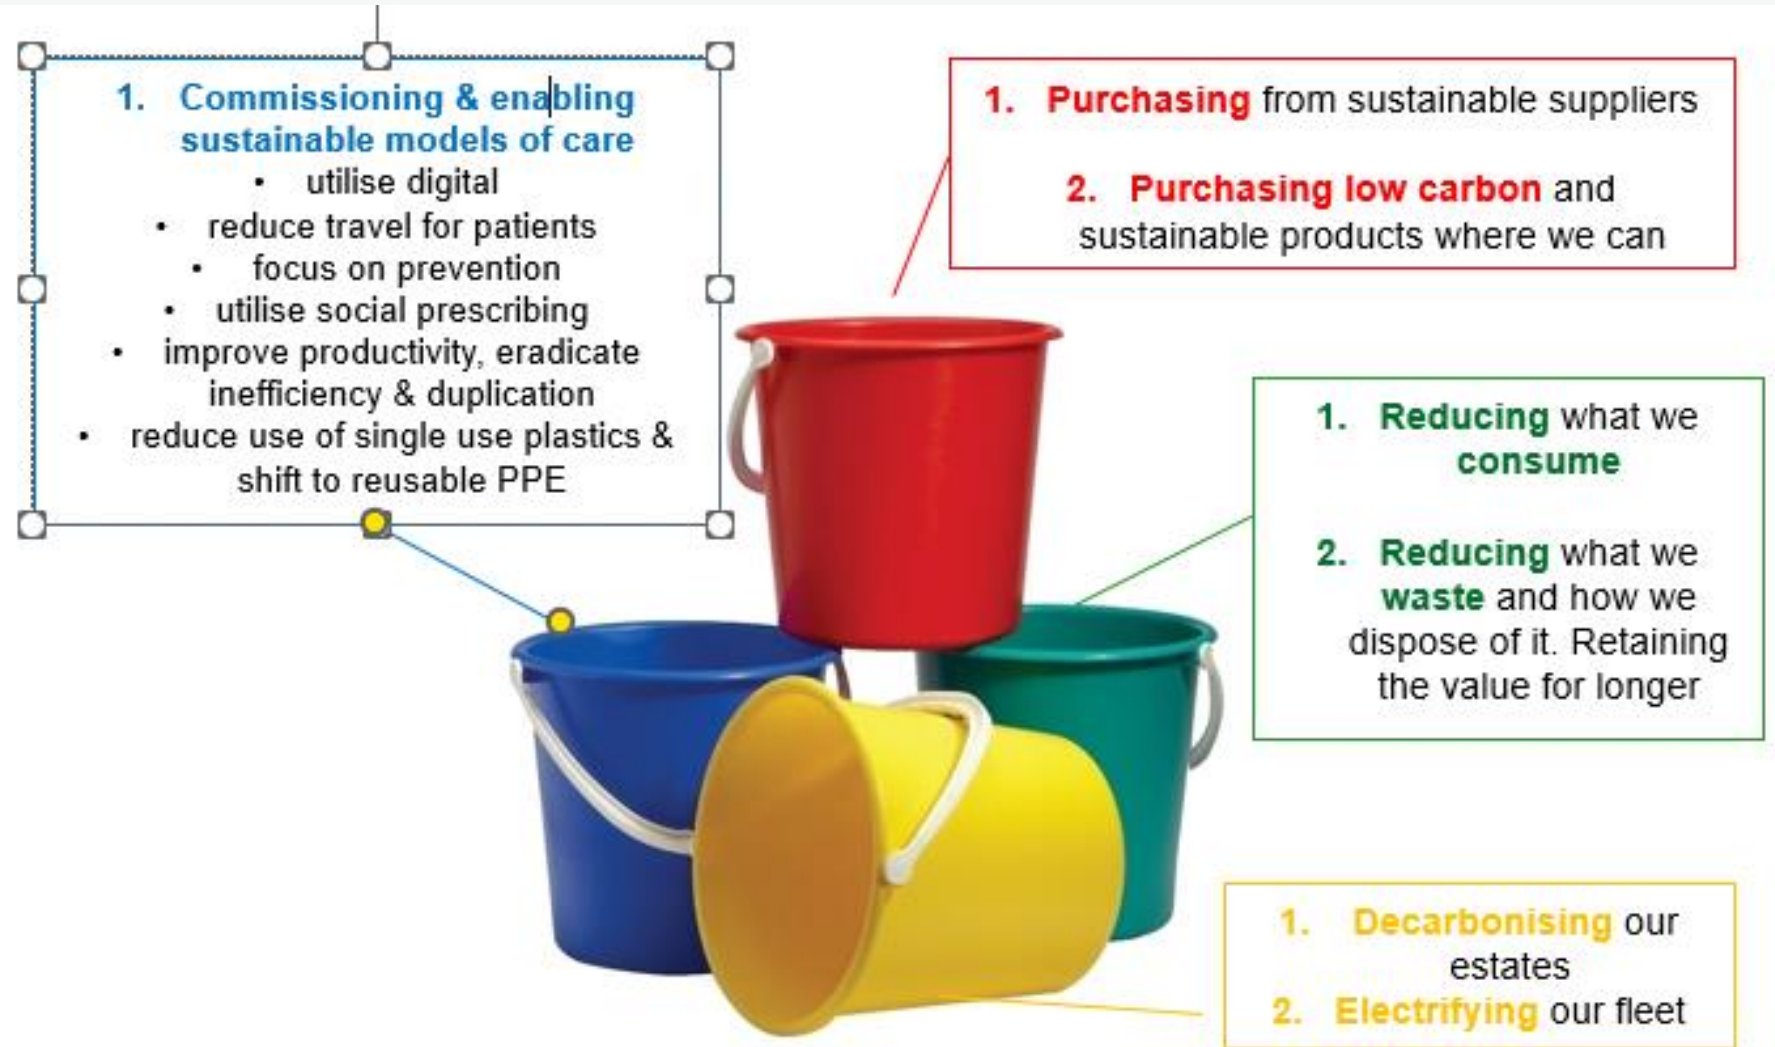 1. Commissioning & enabling
sustainable models of care
• utilise digital
• reduce travel for patients
• focus on prevention
• utilise social prescribing
• improve productivity, eradicate
inefficiency & duplication
• reduce use of single use plastics &
shift to reusable PPE
1. Purchasing from sustainable suppliers
2. Purchasing low carbon and
sustainable products where we can
1. Reducing what we
consume
2. Reducing what we
waste and how we
dispose of it. Retaining
the value for longer
1. Decarbonising our
estates
2. Electrifying our fleet